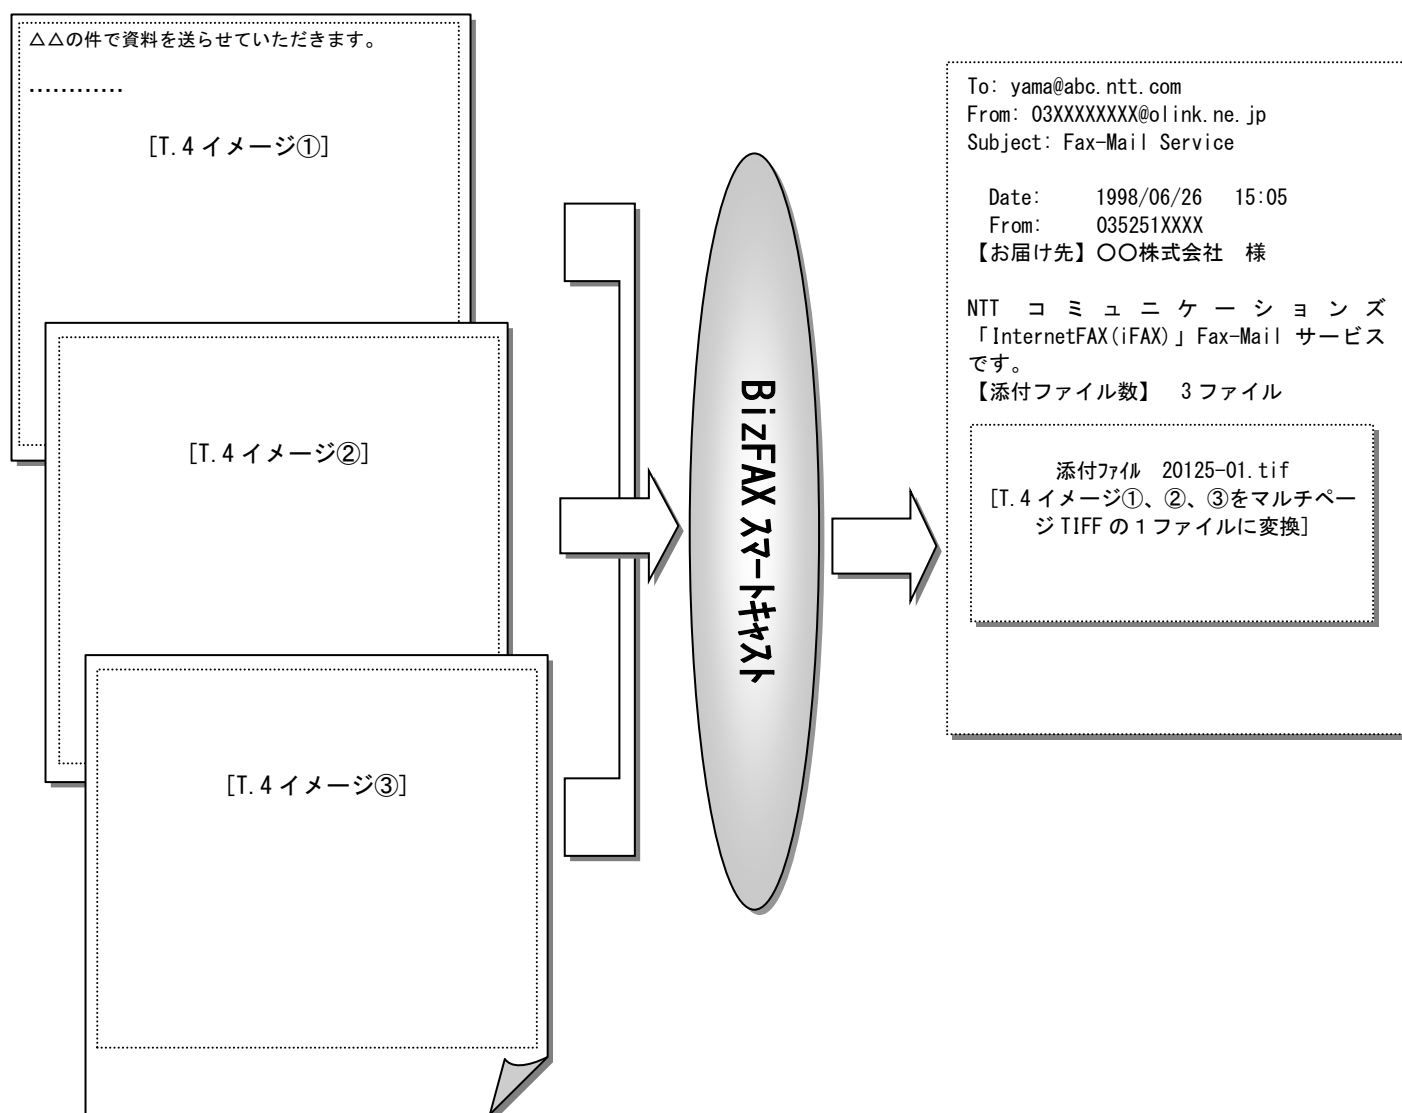 △△の件で資料を送らせていただきます。
…………
[T.4イメージ①]
[T.4イメージ②]
[T.4イメージ③]
BizFAX スマートキャスト
To: yama@abc.ntt.com
From: 03XXXXXXXX@olink.ne.jp
Subject: Fax-Mail Service
Date: 1998/06/26 15:05
From: 035251XXXX
【お届け先】〇〇株式会社 様
NTT コミュニケーションズ
「InternetFAX(iFAX)」Fax-Mail サービス
です。
【添付ファイル数】 3ファイル
添付ﾌｧｲﾙ 20125-01.tif
[T.4イメージ①、②、③をマルチペー
ジTIFFの１ファイルに変換]